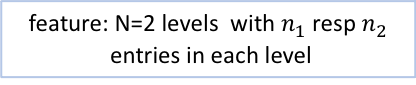 feature: N=2 levels with n₁ resp n₂
entries in each level